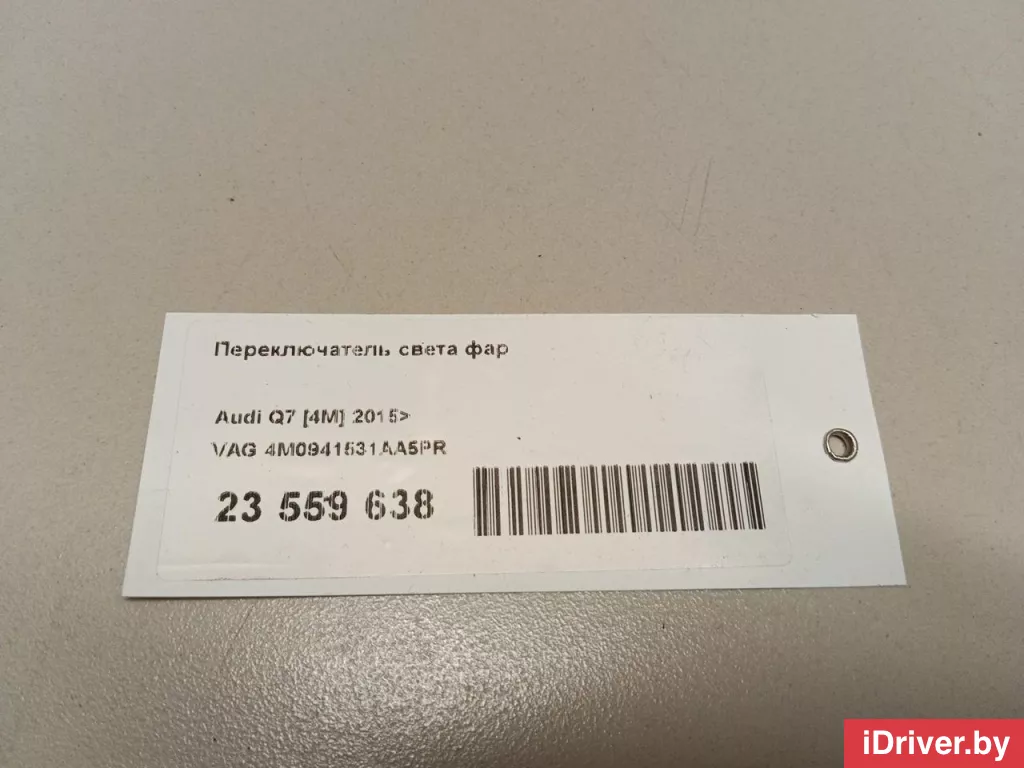 Переключатель света фар
Audi Q7 [4M] 2015>
VAG 4M0941531AA5PR
23 559 638
iDriver.by